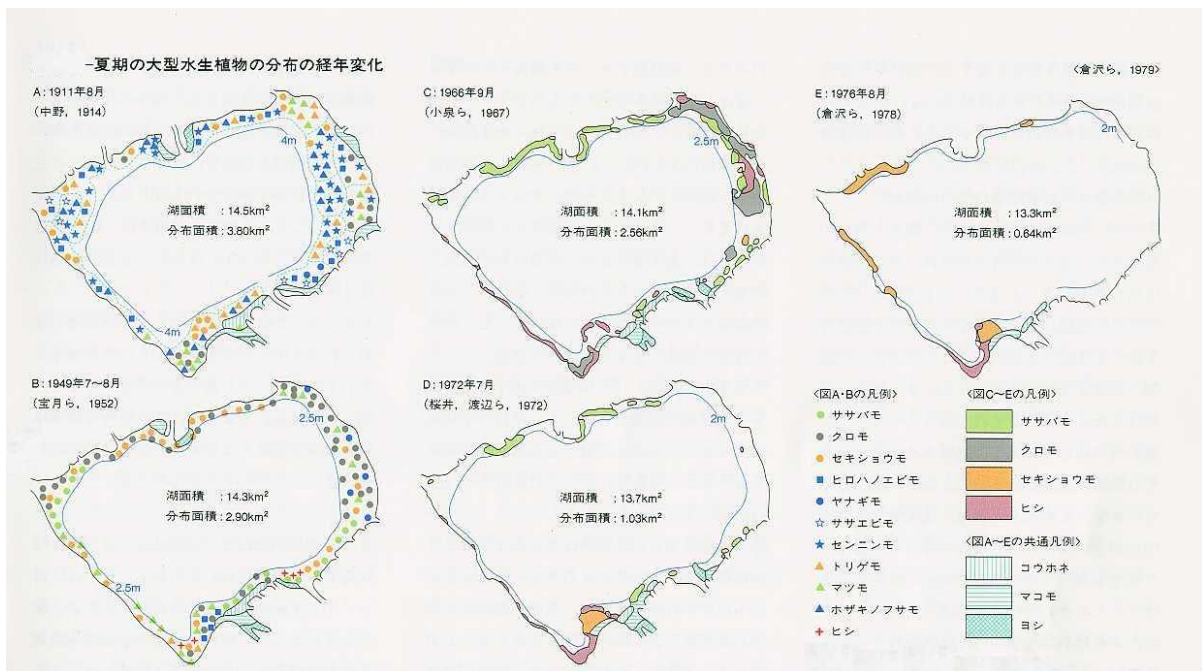 –夏期の大型水生植物の分布の経年変化
A:1911年8月
(中野,1914)
4m
湖面積 :14.5km²
分布面積:3.80km²
4m
B:1949年7〜8月
(宝月ら,1952)
2.5m
湖面積 :14.3km²
分布面積:2.90km²
2.5m
C:1966年9月
(小泉ら,1967)
2.5m
湖面積 :14.1km²
分布面積:2.56km²
D:1972年7月
(桜井,渡辺ら,1972)
2m
湖面積 :13.7km²
分布面積:1.03km²
〈倉沢ら,1979〉
E:1976年8月
(倉沢ら,1978)
2m
湖面積 :13.3km²
分布面積:0.64km²
〈図A・Bの凡例〉
ササバモ
クロモ
セキショウモ
ヒロハノエビモ
ヤナギモ
ササエビモ
センニンモ
トリゲモ
マツモ
ホザキノフサモ
ヒシ
〈図C〜Eの凡例〉
ササバモ
クロモ
セキショウモ
ヒシ
〈図A〜Eの共通凡例〉
コウホネ
マコモ
ヨシ